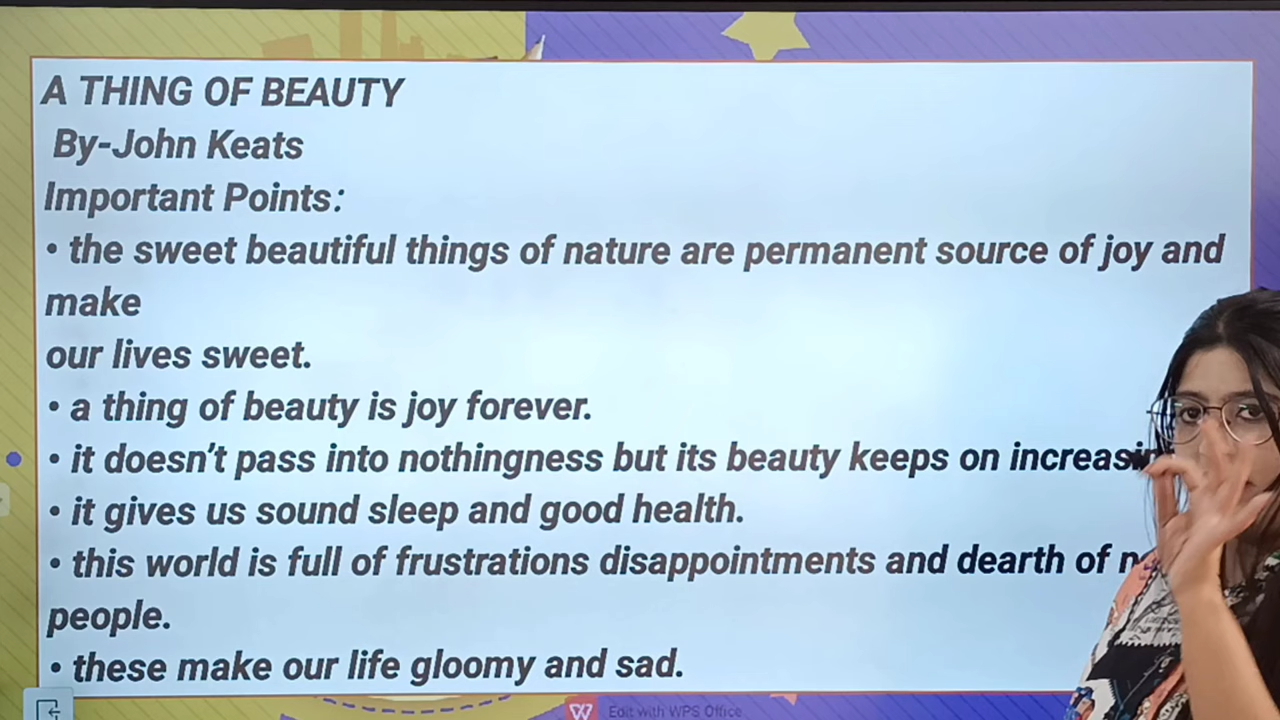 A THING OF BEAUTY
By-John Keats
Important Points:
• the sweet beautiful things of nature are permanent source of joy and
make
our lives sweet.
• a thing of beauty is joy forever.
• it doesn't pass into nothingness but its beauty keeps on
• it gives us sound sleep and good health.
• this world is full of frustrations disappointments and dearth of
people.
• these make our life gloomy and sad.
Edit with WPS Office